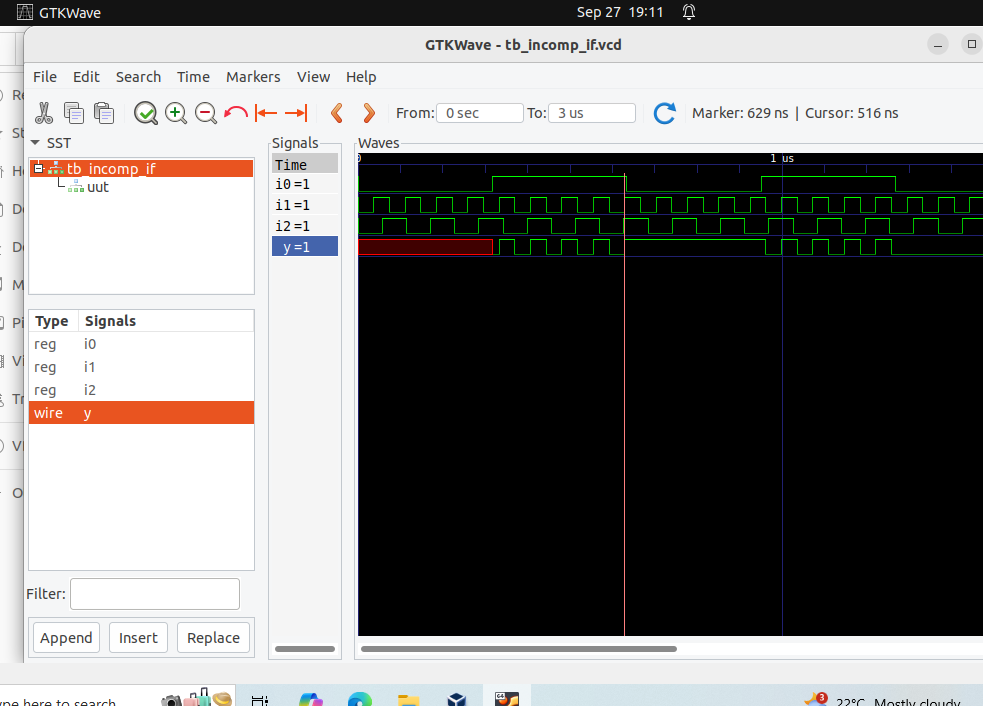 GTKWave
Sep 27 19:11
GTKWave - tb_incomp_if.vcd
File Edit Search Time Markers View Help
From: 0 sec To: 3 us Marker: 629 ns | Cursor: 516 ns
SST
Signals
Waves
tb_incomp_if
uut
Time
i0 =1
i1 =1
i2 =1
y =1
0
1 us
Type Signals
reg i0
reg i1
reg i2
wire y
Filter:
Append Insert Replace
pe here to search
64
3
22°C Mostly cloudy